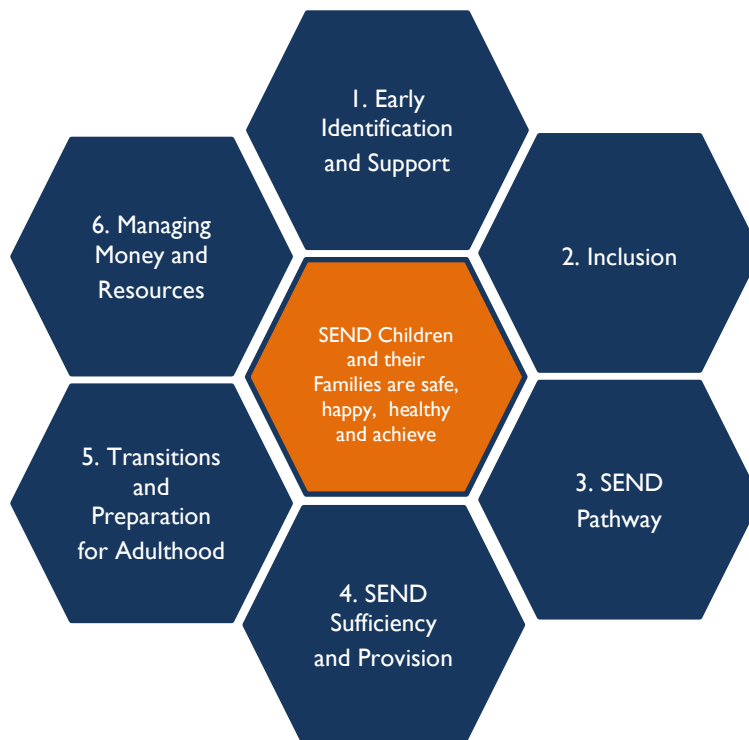 1. Early
Identification
and Support
2. Inclusion
3. SEND
Pathway
4. SEND
Sufficiency
and Provision
5. Transitions
and
Preparation
for Adulthood
6. Managing
Money and
Resources
SEND Children
and their
Families are safe,
happy, healthy
and achieve